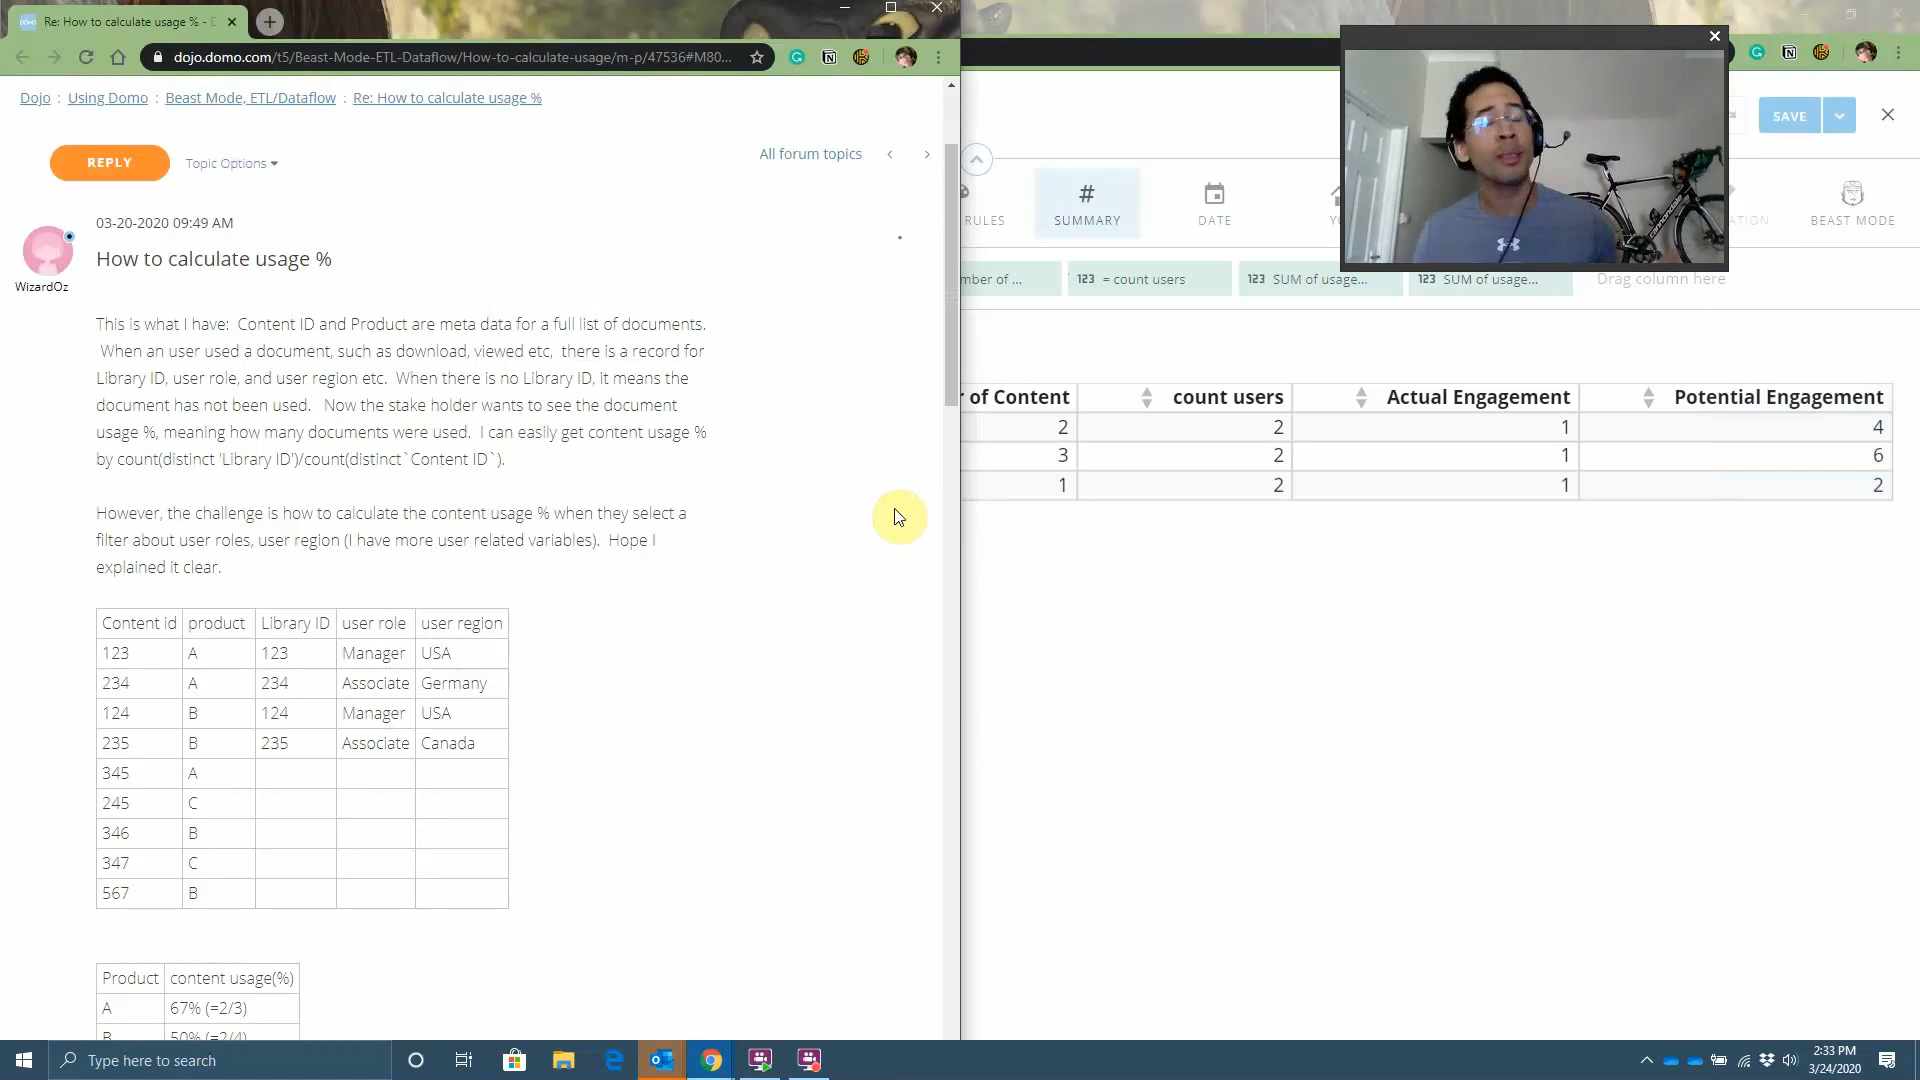 Re: How to calculate usage % - D
dojo.domo.com/t5/Beast-Mode-ETL-Dataflow/How-to-calculate-usage/m-p/47536#M80...
Dojo : Using Domo : Beast Mode, ETL/Dataflow : Re: How to calculate usage %
REPLY
Topic Options
All forum topics
03-20-2020 09:49 AM
How to calculate usage %
WizardOz
This is what I have: Content ID and Product are meta data for a full list of documents.
When an user used a document, such as download, viewed etc, there is a record for
Library ID, user role, and user region etc. When there is no Library ID, it means the
document has not been used. Now the stake holder wants to see the document
usage %, meaning how many documents were used. I can easily get content usage %
by count(distinct 'Library ID')/count(distinct`Content ID`).
However, the challenge is how to calculate the content usage % when they select a
filter about user roles, user region (I have more user related variables). Hope I
explained it clear.
Content id product Library ID user role user region
123 A 123 Manager USA
234 A 234 Associate Germany
124 B 124 Manager USA
235 B 235 Associate Canada
345 A
245 C
346 B
347 C
567 B
Product content usage(%)
A 67% (=2/3)
B 50% (=2/4)
SAVE
RULES
# SUMMARY
DATE
BEAST MODE
mber of ...
123 = count users
123 SUM of usage...
123 SUM of usage...
Drag column here
r of Content count users Actual Engagement Potential Engagement
2 2 1 4
3 2 1 6
1 2 1 2
Type here to search
2:33 PM
3/24/2020